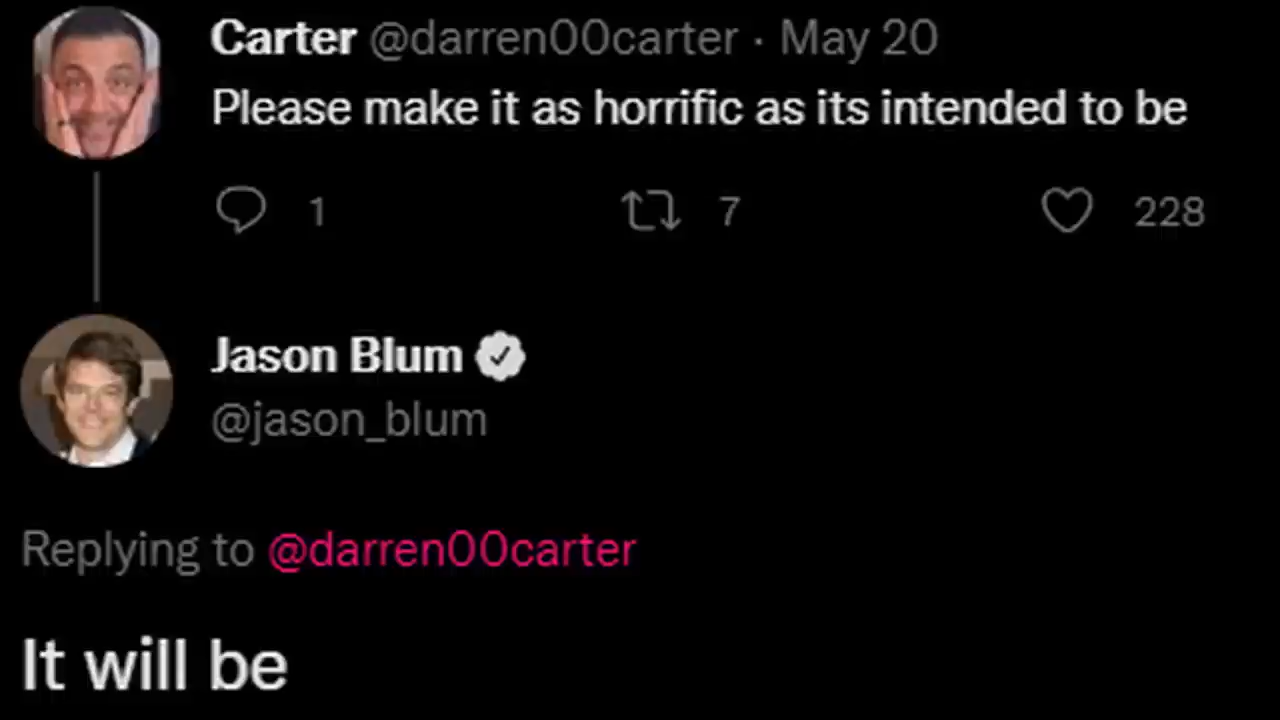 Carter @darren00carter · May 20
Please make it as horrific as its intended to be
1 7 228
Jason Blum
@jason_blum
Replying to @darren00carter
It will be